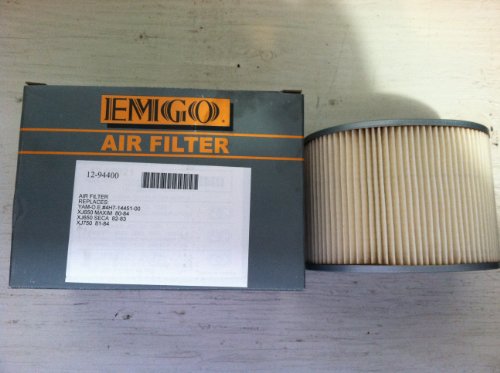 EMGO.
AIR FILTER
12-94400
AIR FILTER
REPLACES:
YAM-O.E.#4H7-14451-00
XJ650 MAXIM 80-84
XJ650 SECA 82-83
XJ750 81-84